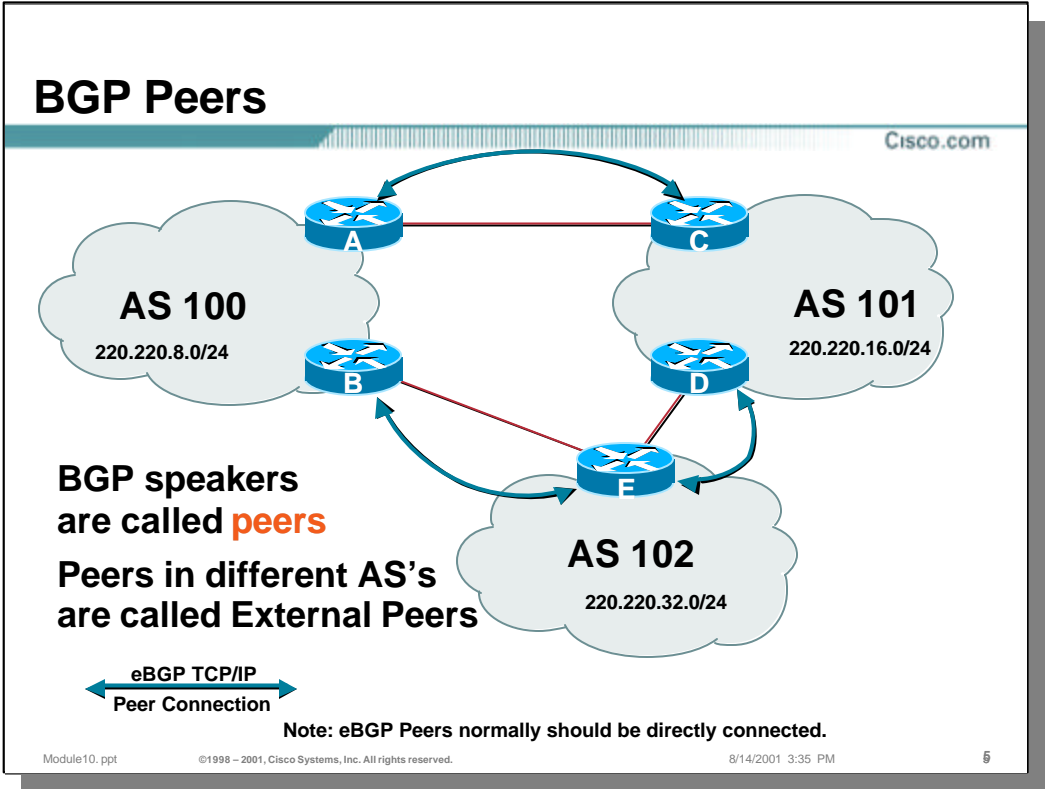 BGP Peers
Cisco.com
A
C
AS 100
AS 101
220.220.8.0/24
220.220.16.0/24
B
D
E
BGP speakers
are called peers
AS 102
Peers in different AS's
are called External Peers
220.220.32.0/24
eBGP TCP/IP
Peer Connection
Note: eBGP Peers normally should be directly connected.
Module10. ppt
©1998 – 2001, Cisco Systems, Inc. All rights reserved.
8/14/2001 3:35 PM